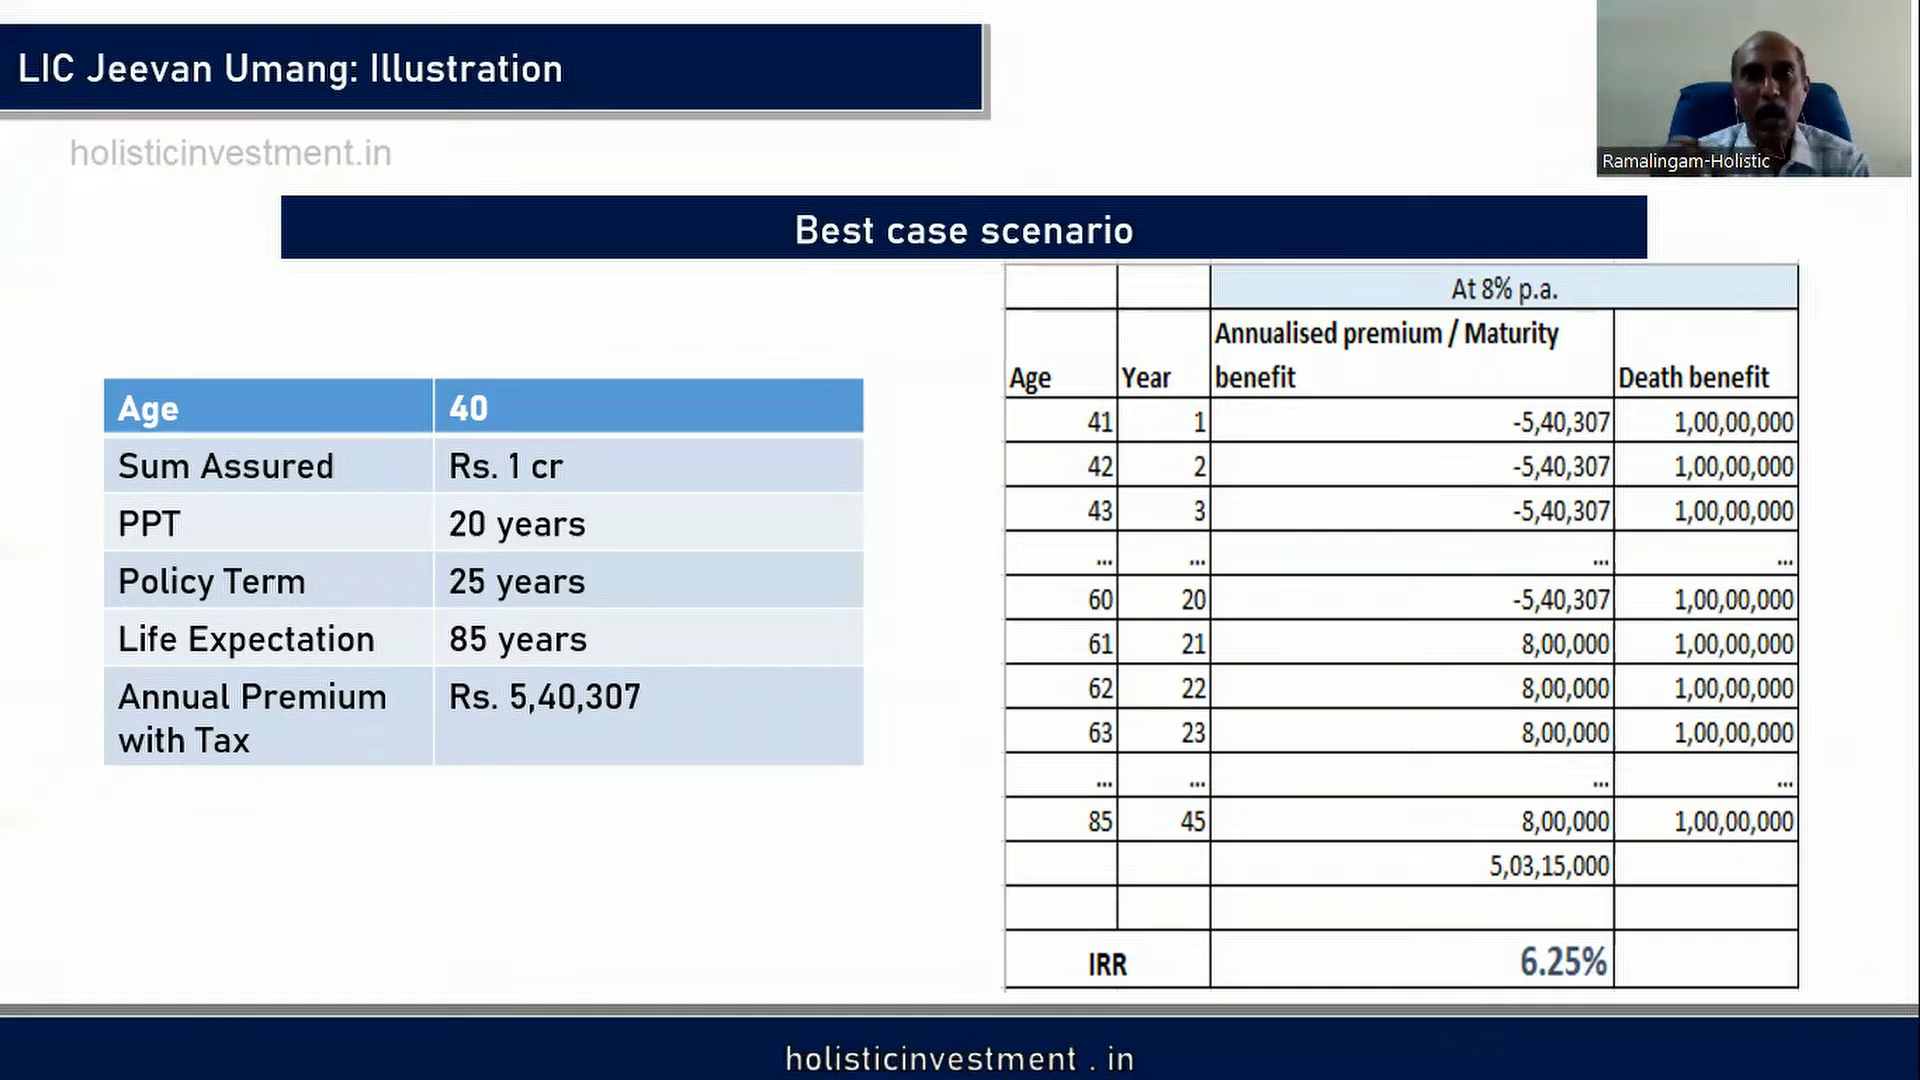 LIC Jeevan Umang: Illustration
holisticinvestment.in
Ramalingam-Holistic
Best case scenario
Age 40
Sum Assured Rs. 1 cr
PPT 20 years
Policy Term 25 years
Life Expectation 85 years
Annual Premium Rs. 5,40,307
with Tax
At 8% p.a.
Annualised premium / Maturity
Age Year benefit Death benefit
41 1 -5,40,307 1,00,00,000
42 2 -5,40,307 1,00,00,000
43 3 -5,40,307 1,00,00,000
... ... ... ...
60 20 -5,40,307 1,00,00,000
61 21 8,00,000 1,00,00,000
62 22 8,00,000 1,00,00,000
63 23 8,00,000 1,00,00,000
... ... ... ...
85 45 8,00,000 1,00,00,000
5,03,15,000
IRR 6.25%
holisticinvestment . in